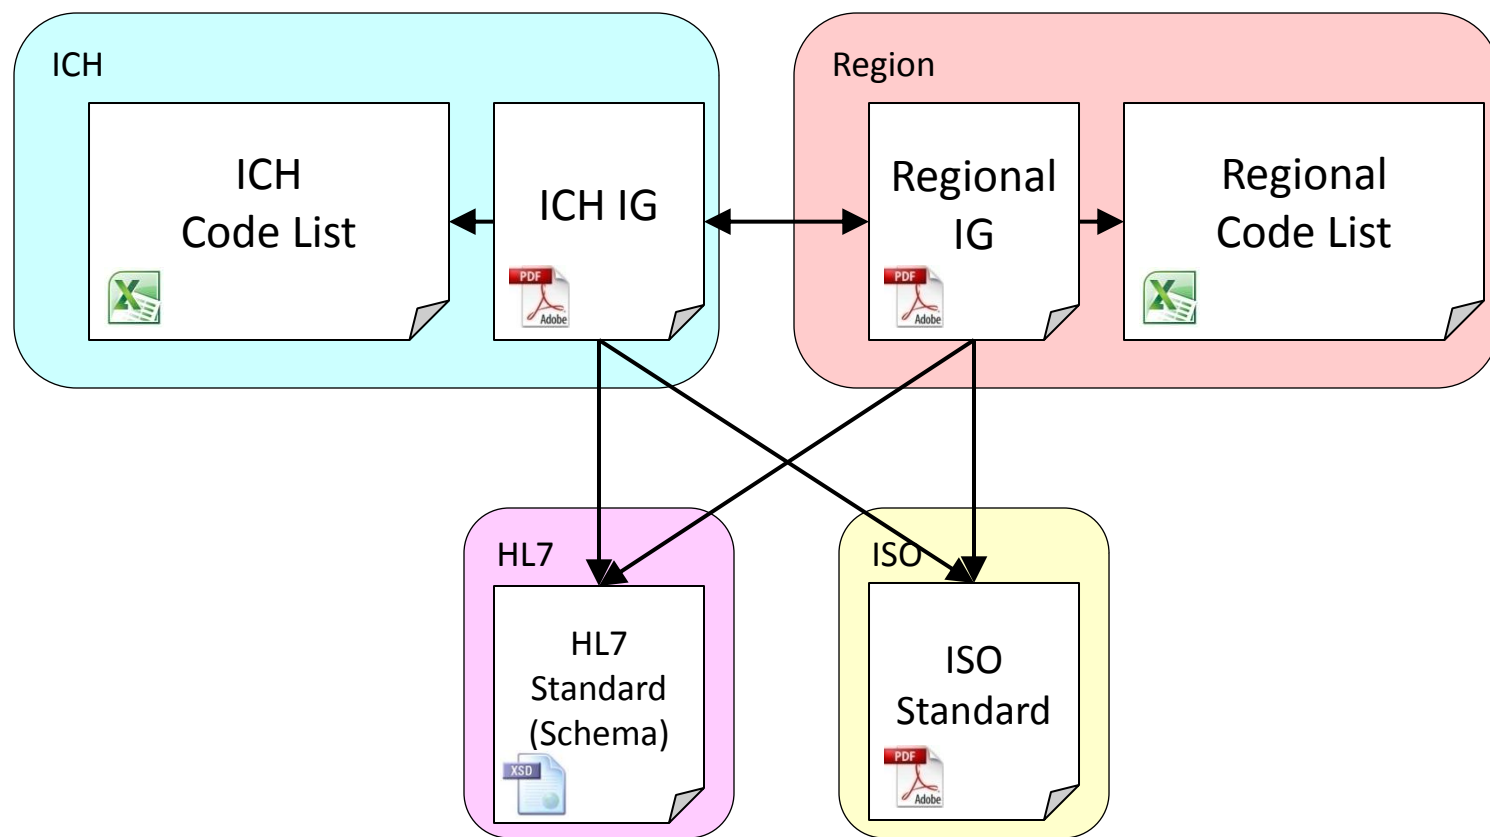 ICH
ICH
Code List
ICH IG
PDF
Adobe
Region
Regional
IG
PDF
Adobe
Regional
Code List
HL7
HL7
Standard
(Schema)
XSD
ISO
ISO
Standard
PDF
Adobe